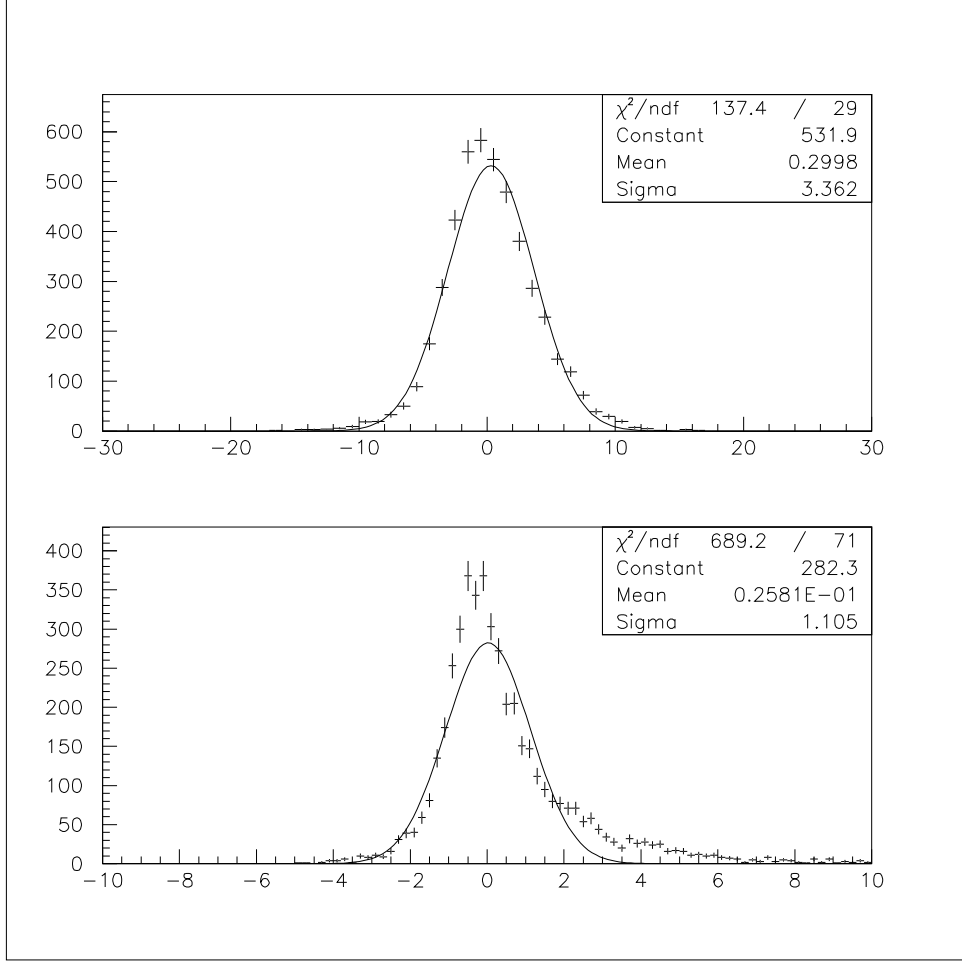 χ²/ndf 137.4 / 29
Constant 531.9
Mean 0.2998
Sigma 3.362
600
500
400
300
200
100
0
−30 −20 −10 0 10 20 30
χ²/ndf 689.2 / 71
Constant 282.3
Mean 0.2581E−01
Sigma 1.105
400
350
300
250
200
150
100
50
0
−10 −8 −6 −4 −2 0 2 4 6 8 10